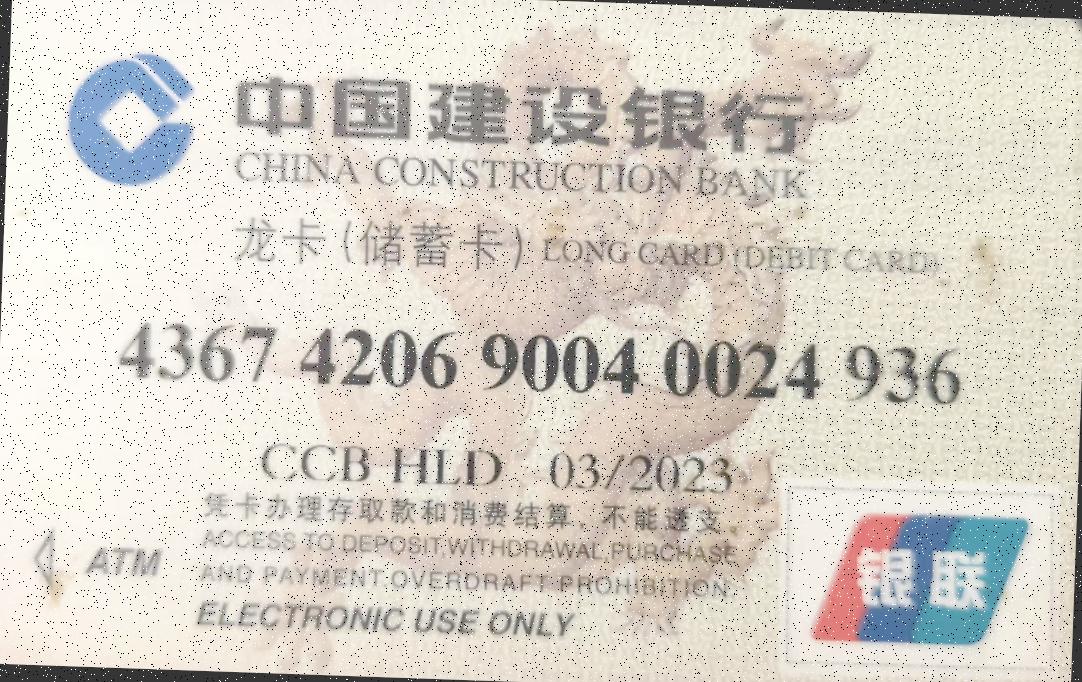 中国建设银行
CHINA CONSTRUCTION BANK
龙卡(储蓄卡) LONG CARD (DEBIT CARD)
4367 4206 9004 0024 936
CCB HLD 03/2023
凭卡办理存取款和消费结算，不能透支
ACCESS TO DEPOSIT,WITHDRAWAL,PURCHASE
ATM
AND PAYMENT.OVERDRAFT PROHIBITION.
ELECTRONIC USE ONLY
银联